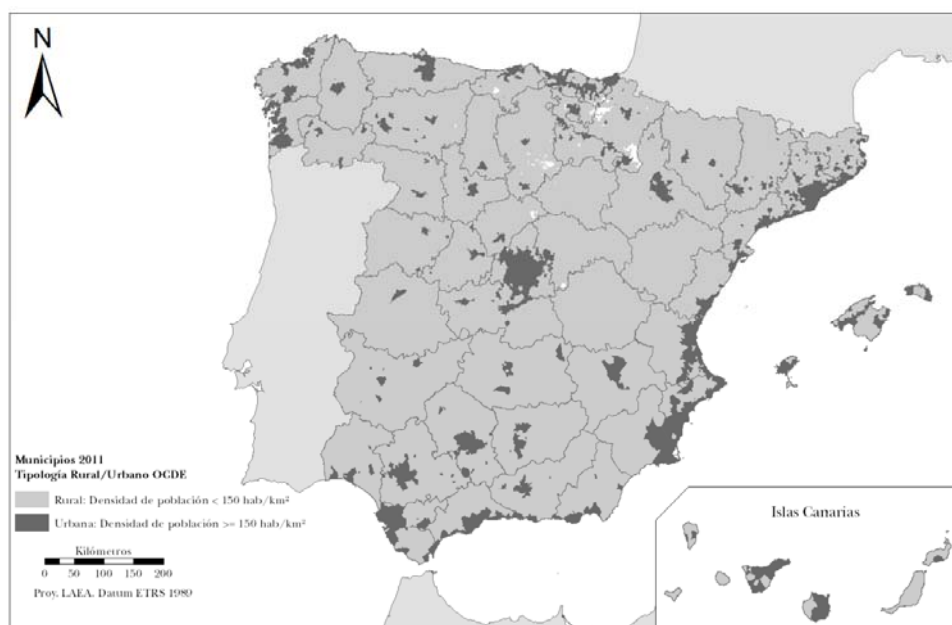 N
Municipios 2011
Tipología Rural/Urbano OCDE
Rural: Densidad de población < 150 hab/km²
Urbana: Densidad de población >= 150 hab/km²
Kilómetros
0 25 50 100 150 200
Proy. LAEA. Datum ETRS 1989
Islas Canarias